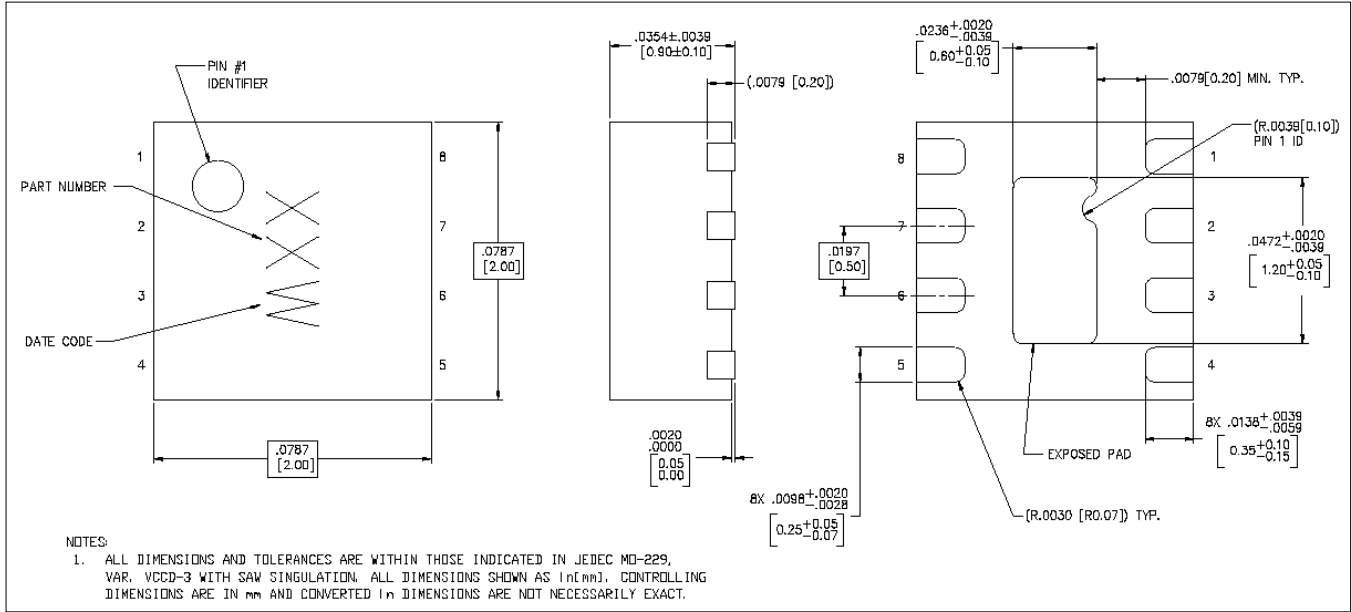 PIN #1
IDENTIFIER
PART NUMBER
DATE CODE
1
2
3
4
8
7
6
5
.0787
[2.00]
.0787
[2.00]
.0354±.0039
[0.90±0.10]
(.0079 [0.20])
.0020
.0000
[0.05
0.00]
.0236+.0020
-.0039
[0.60+0.05
-0.10]
.0079[0.20] MIN. TYP.
(R.0039[0.10])
PIN 1 ID
8
7
6
5
1
2
3
4
.0197
[0.50]
.0472+.0020
-.0039
[1.20+0.05
-0.10]
8X .0138+.0039
-.0059
[0.35+0.10
-0.15]
EXPOSED PAD
8X .0098+.0020
-.0028
[0.25+0.05
-0.07]
(R.0030 [R0.07]) TYP.
XX
W
NOTES:
1. ALL DIMENSIONS AND TOLERANCES ARE WITHIN THOSE INDICATED IN JEDEC MO-229,
VAR. VCCD-3 WITH SAW SINGULATION. ALL DIMENSIONS SHOWN AS in[mm]. CONTROLLING
DIMENSIONS ARE IN mm AND CONVERTED in DIMENSIONS ARE NOT NECESSARILY EXACT.